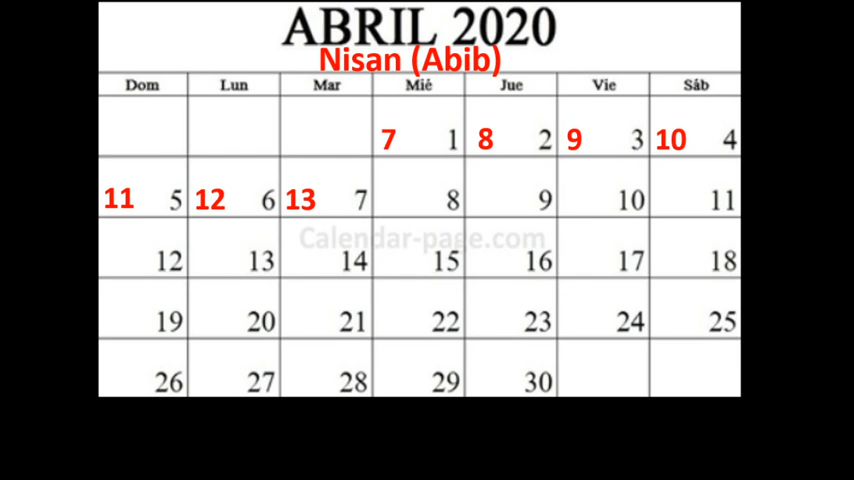 ABRIL 2020
Nisan (Abib)
Dom Lun Mar Mié Jue Vie Sáb
7 1 8 2 9 3 10 4
11 5 12 6 13 7 8 9 10 11
Calendar-page.com
12 13 14 15 16 17 18
19 20 21 22 23 24 25
26 27 28 29 30